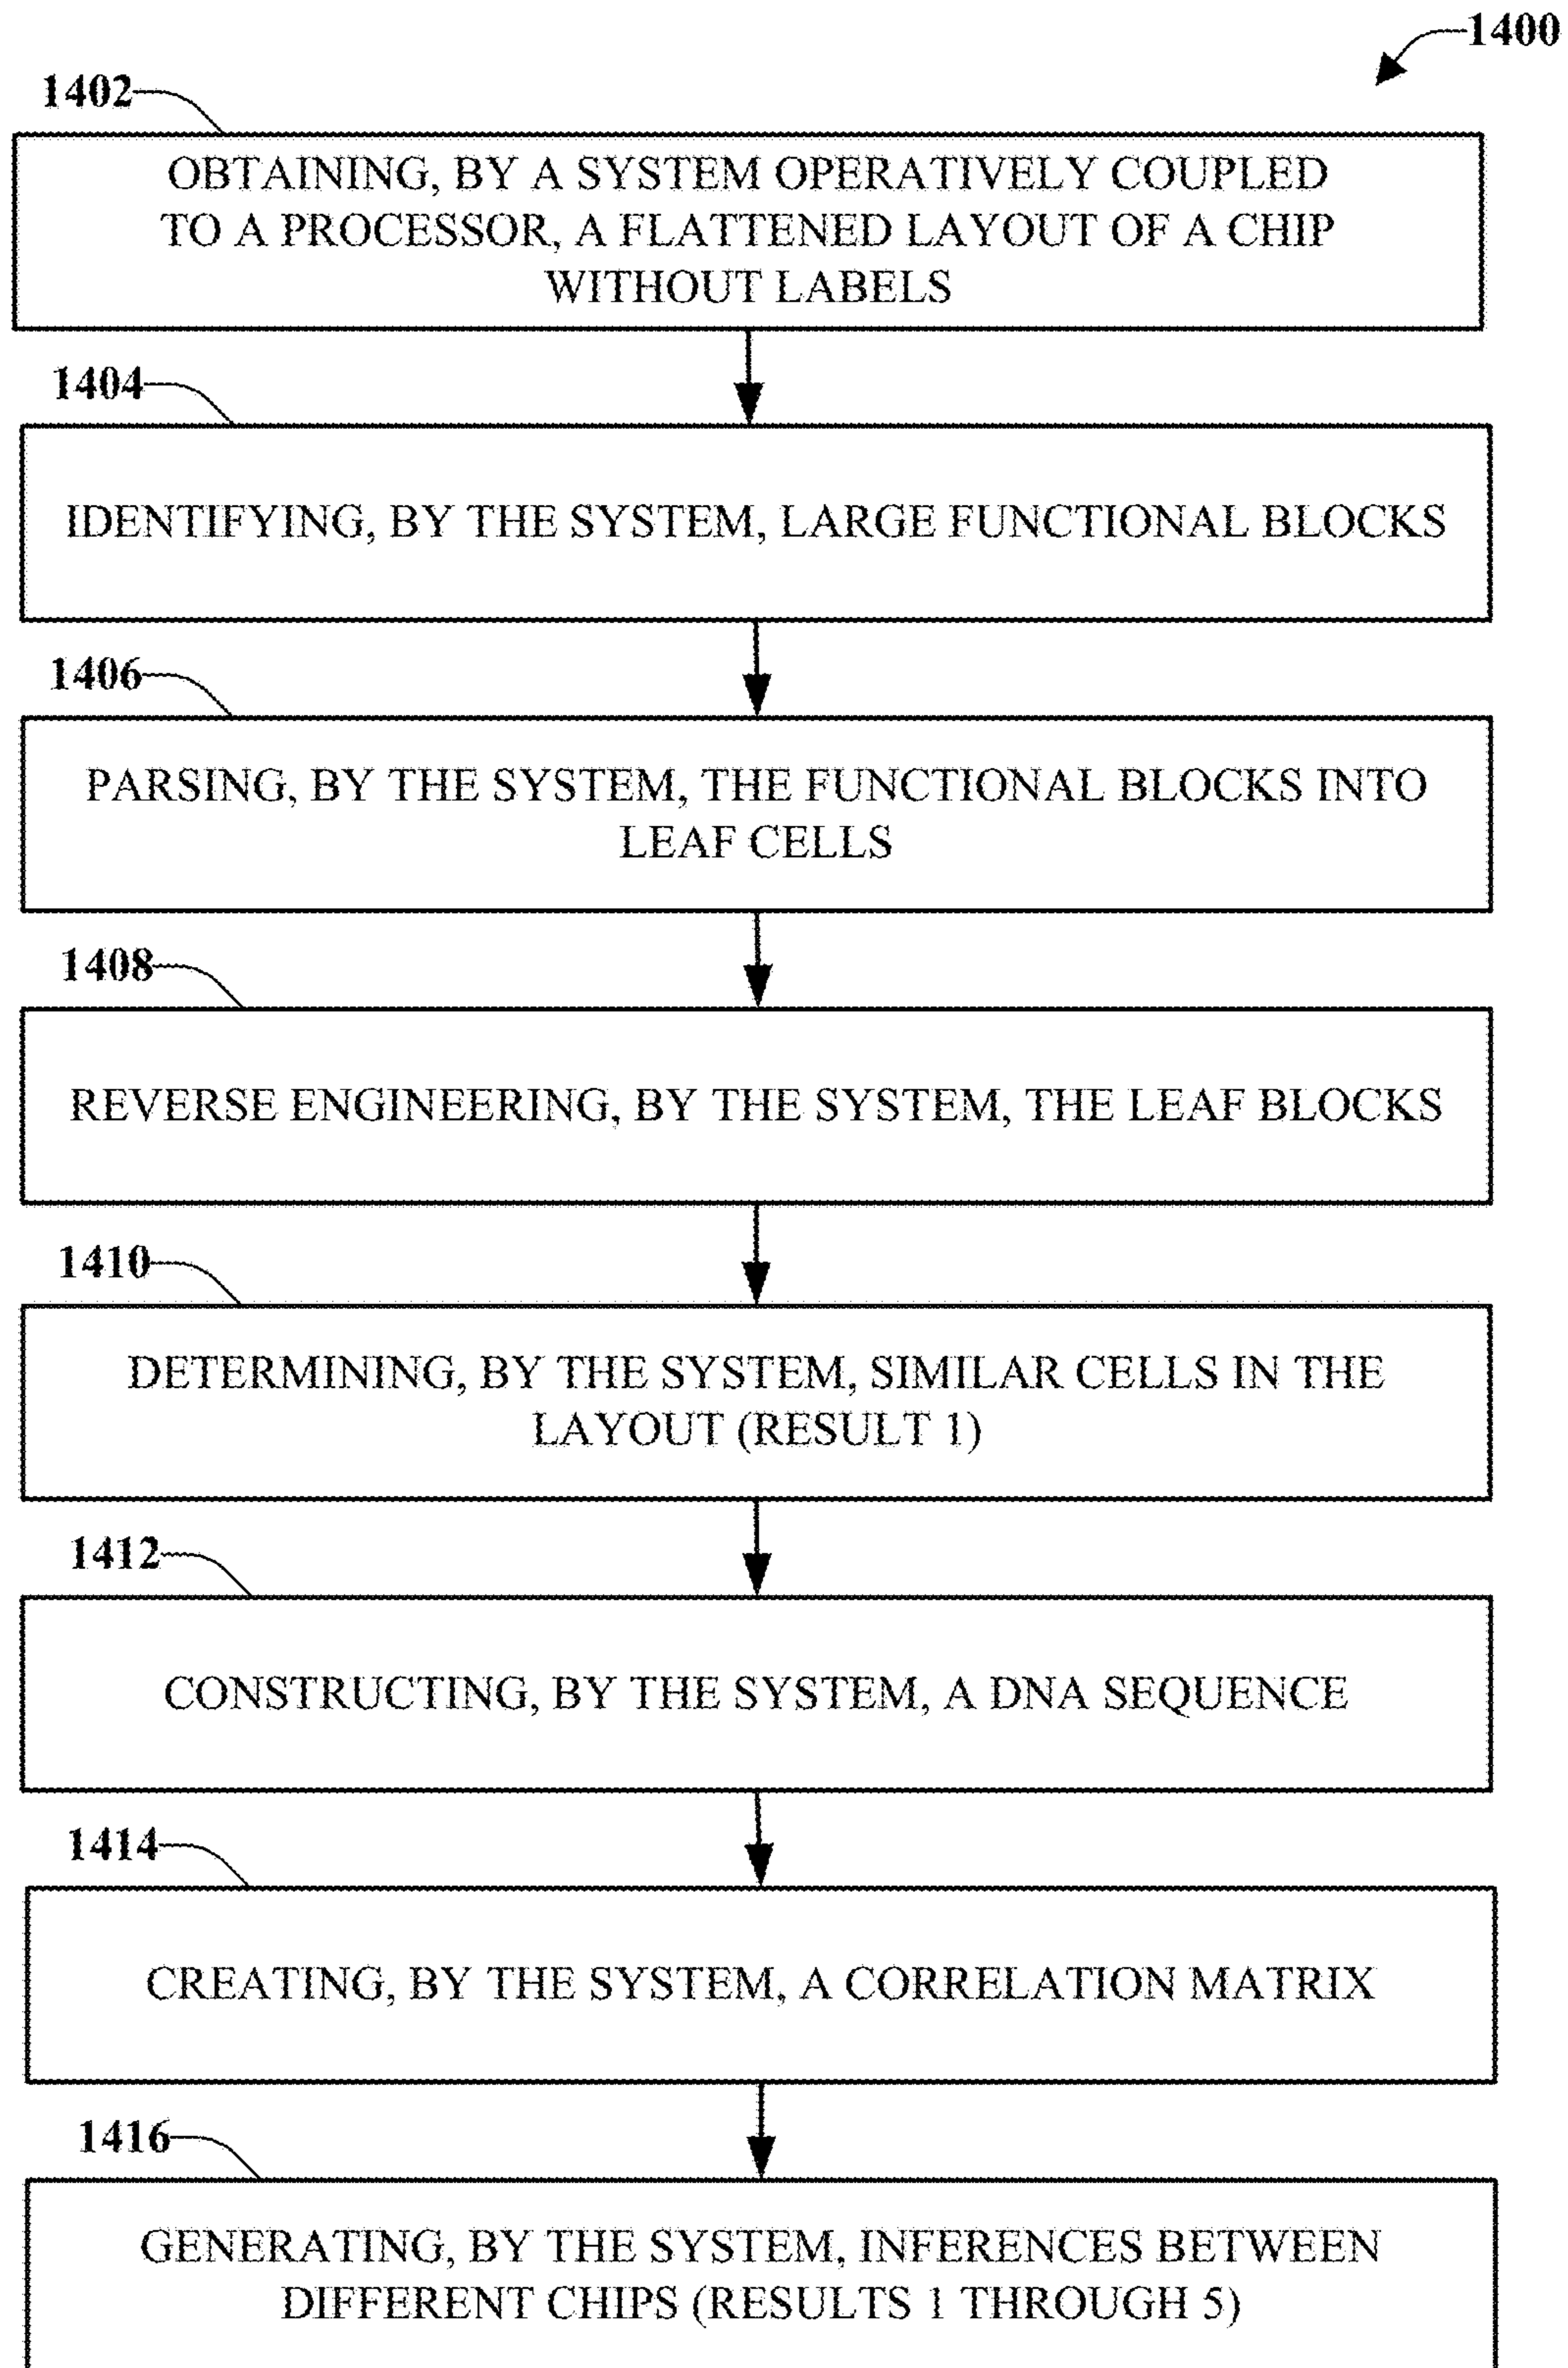 1400
1402
OBTAINING, BY A SYSTEM OPERATIVELY COUPLED
TO A PROCESSOR, A FLATTENED LAYOUT OF A CHIP
WITHOUT LABELS
1404
IDENTIFYING, BY THE SYSTEM, LARGE FUNCTIONAL BLOCKS
1406
PARSING, BY THE SYSTEM, THE FUNCTIONAL BLOCKS INTO
LEAF CELLS
1408
REVERSE ENGINEERING, BY THE SYSTEM, THE LEAF BLOCKS
1410
DETERMINING, BY THE SYSTEM, SIMILAR CELLS IN THE
LAYOUT (RESULT 1)
1412
CONSTRUCTING, BY THE SYSTEM, A DNA SEQUENCE
1414
CREATING, BY THE SYSTEM, A CORRELATION MATRIX
1416
GENERATING, BY THE SYSTEM, INFERENCES BETWEEN
DIFFERENT CHIPS (RESULTS 1 THROUGH 5)